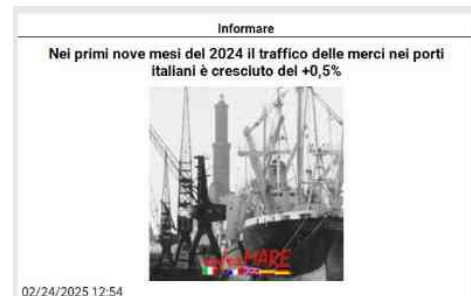 Informare
Nei primi nove mesi del 2024 il traffico delle merci nei porti
italiani è cresciuto del +0,5%
inforMARE
02/24/2025 12:54